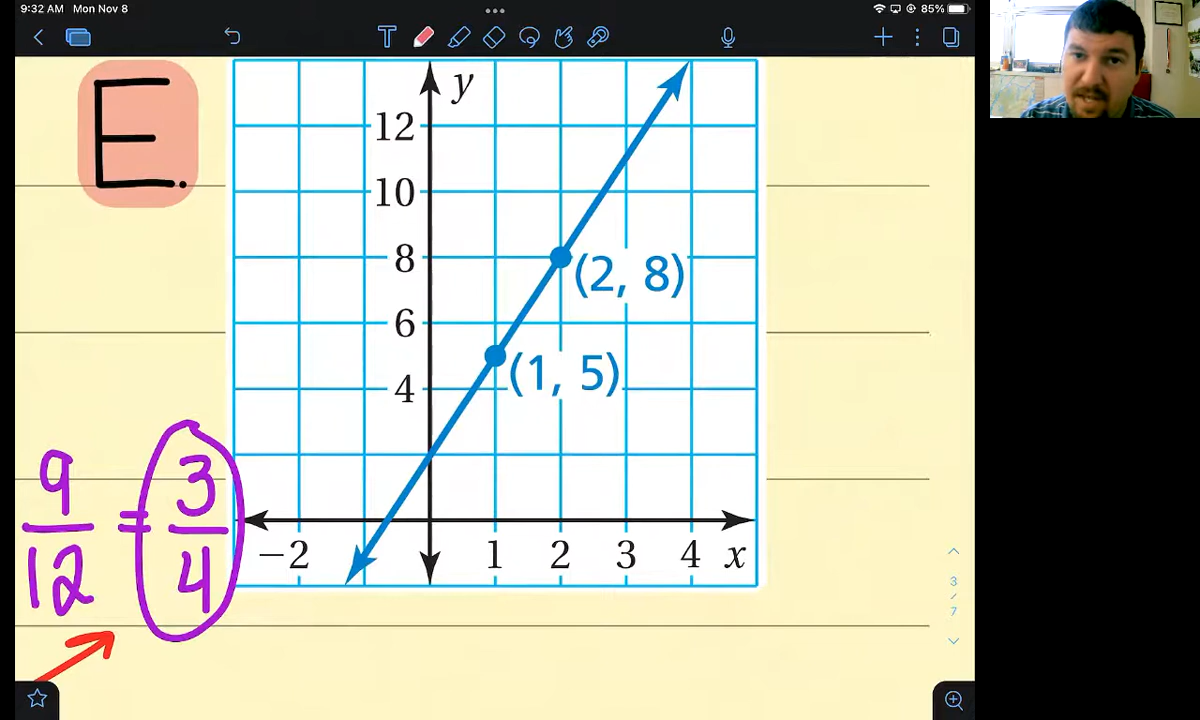 9:32 AM Mon Nov 8
85%
T
E.
y
12
10
8
(2, 8)
6
(1, 5)
4
9/12 = 3/4
−2 1 2 3 4 x
3
/
7